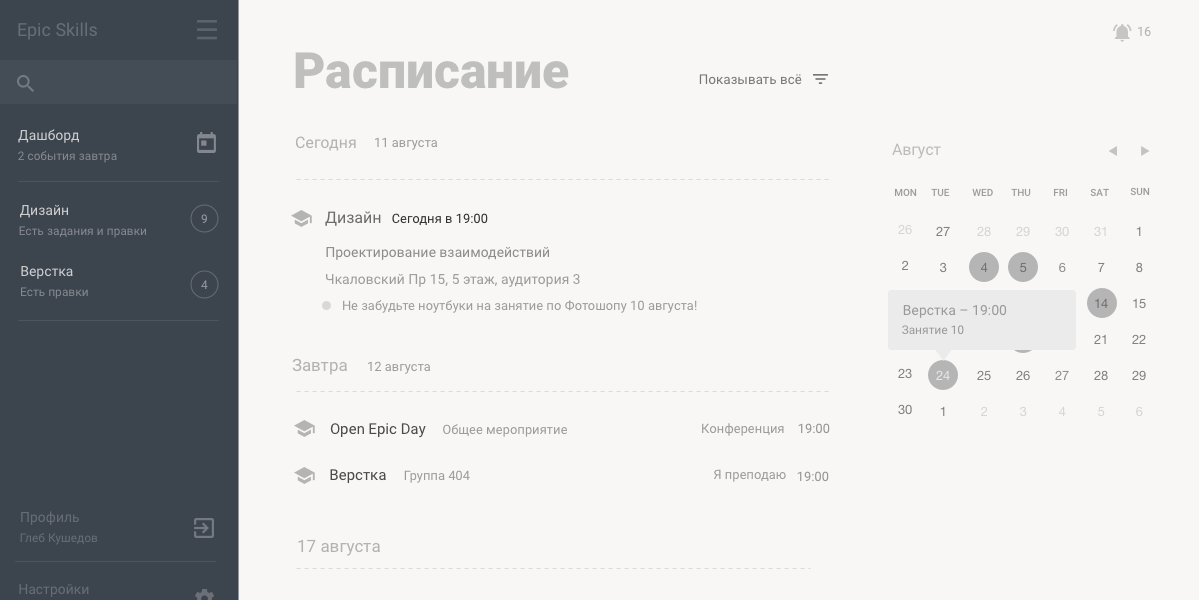 Epic Skills
Дашборд
2 события завтра
Дизайн
9
Есть задания и правки
Верстка
4
Есть правки
Профиль
Глеб Кушедов
Настройки
16
Расписание
Показывать всё
Сегодня 11 августа
Дизайн Сегодня в 19:00
Проектирование взаимодействий
Чкаловский Пр 15, 5 этаж, аудитория 3
Не забудьте ноутбуки на занятие по Фотошопу 10 августа!
Завтра 12 августа
Open Epic Day Общее мероприятие Конференция 19:00
Верстка Группа 404 Я преподаю 19:00
17 августа
Август
MON TUE WED THU FRI SAT SUN
26 27 28 29 30 31 1
2 3 4 5 6 7 8
14 15
Верстка – 19:00
Занятие 10
21 22
23 24 25 26 27 28 29
30 1 2 3 4 5 6